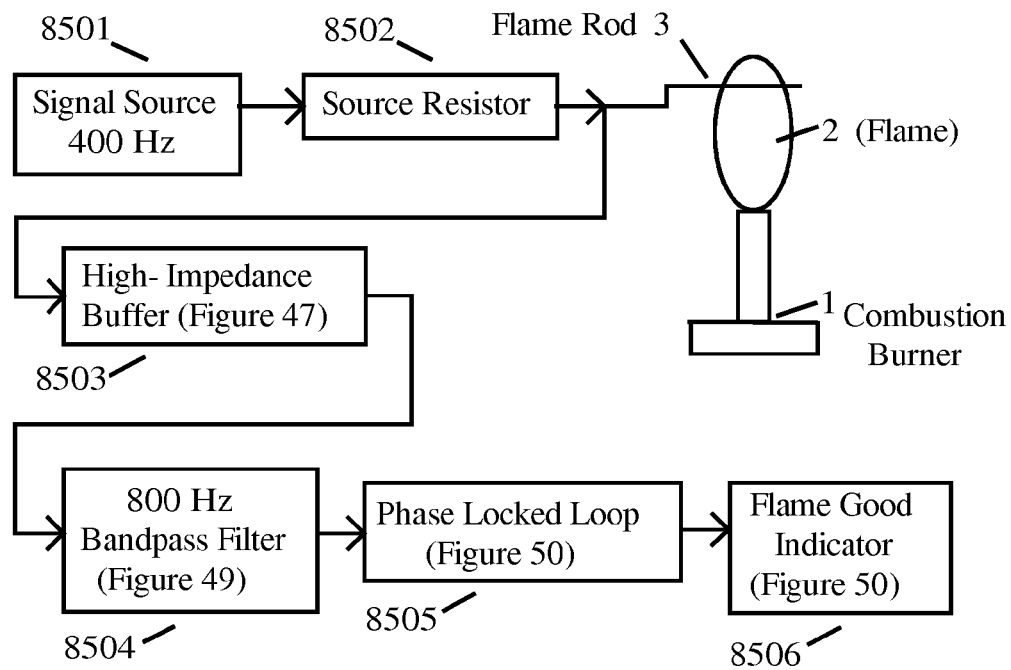 8501
8502
Flame Rod 3
Signal Source
400 Hz
Source Resistor
2 (Flame)
High- Impedance
Buffer (Figure 47)
8503
1 Combustion
Burner
800 Hz
Bandpass Filter
(Figure 49)
8504
Phase Locked Loop
(Figure 50)
8505
Flame Good
Indicator
(Figure 50)
8506